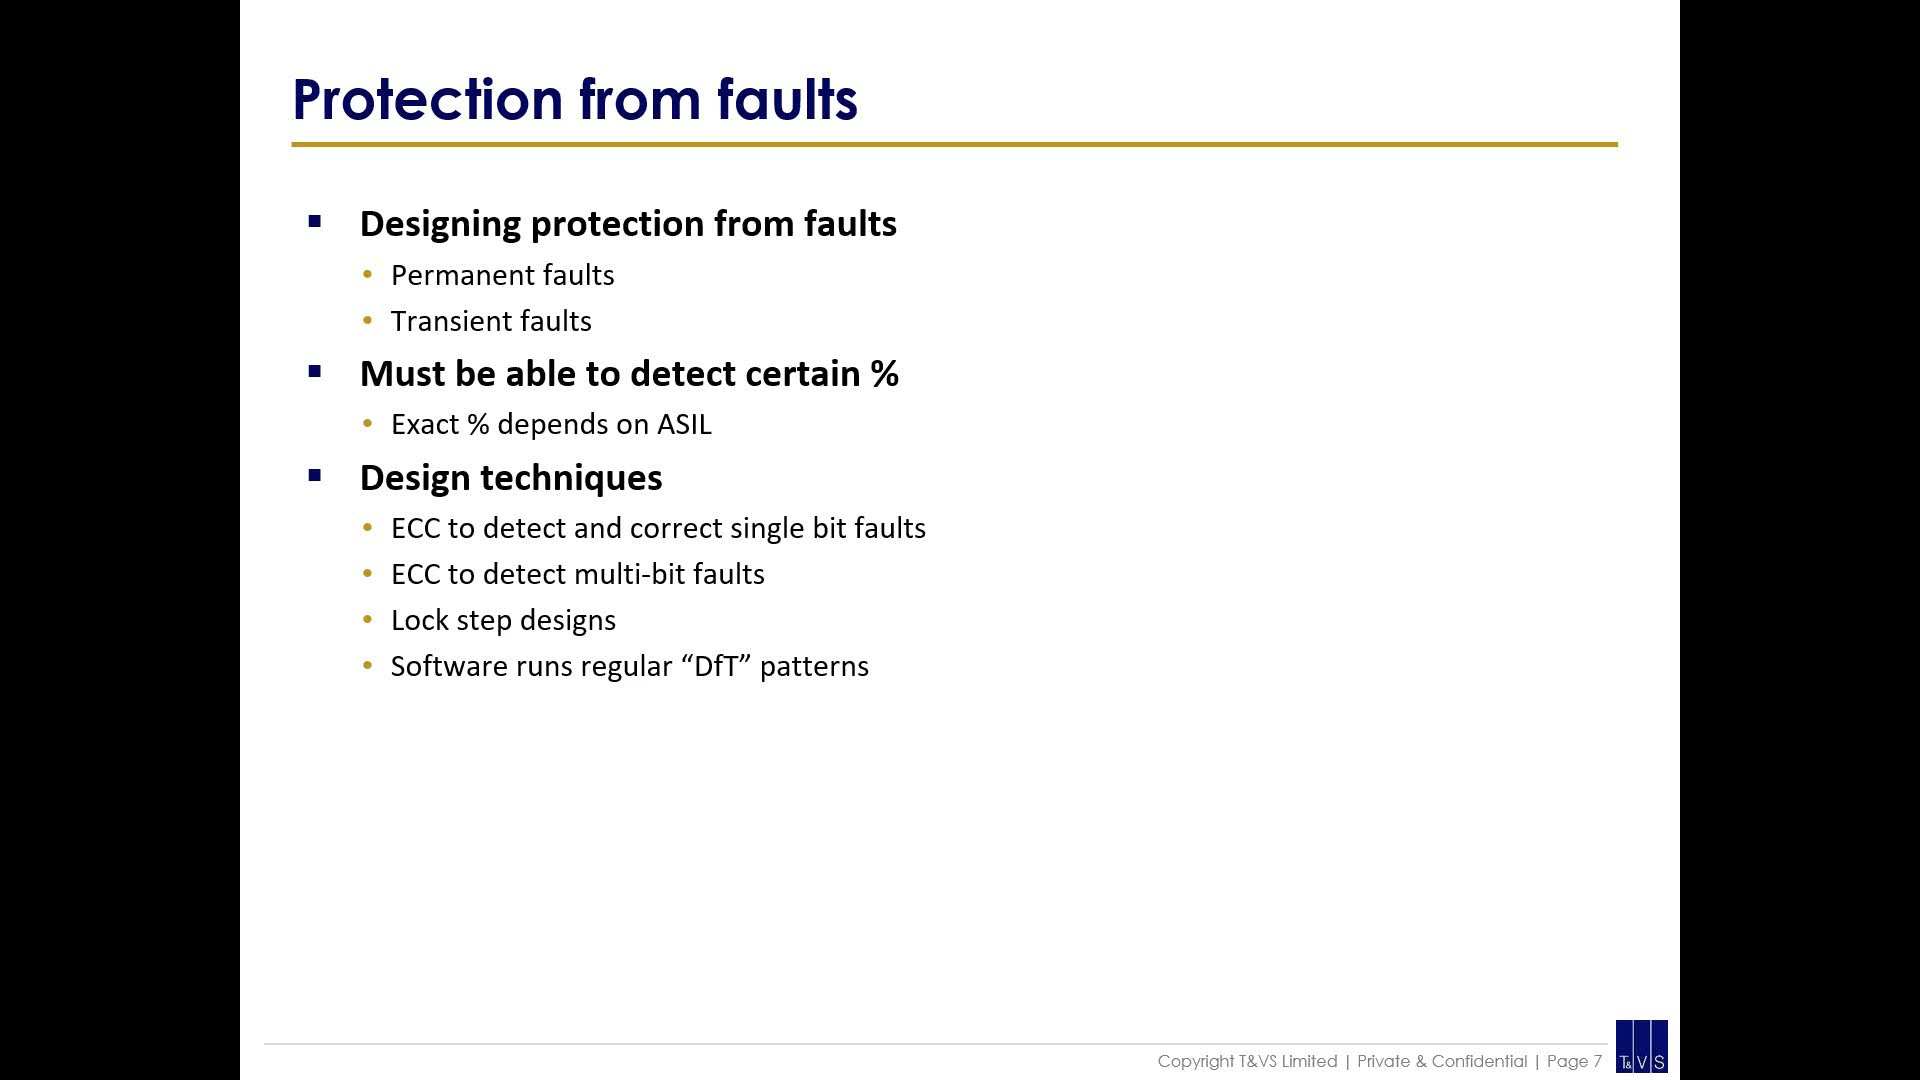 Protection from faults
▪ Designing protection from faults
• Permanent faults
• Transient faults
▪ Must be able to detect certain %
• Exact % depends on ASIL
▪ Design techniques
• ECC to detect and correct single bit faults
• ECC to detect multi-bit faults
• Lock step designs
• Software runs regular “DfT” patterns
Copyright T&VS Limited | Private & Confidential | Page 7
T& V S